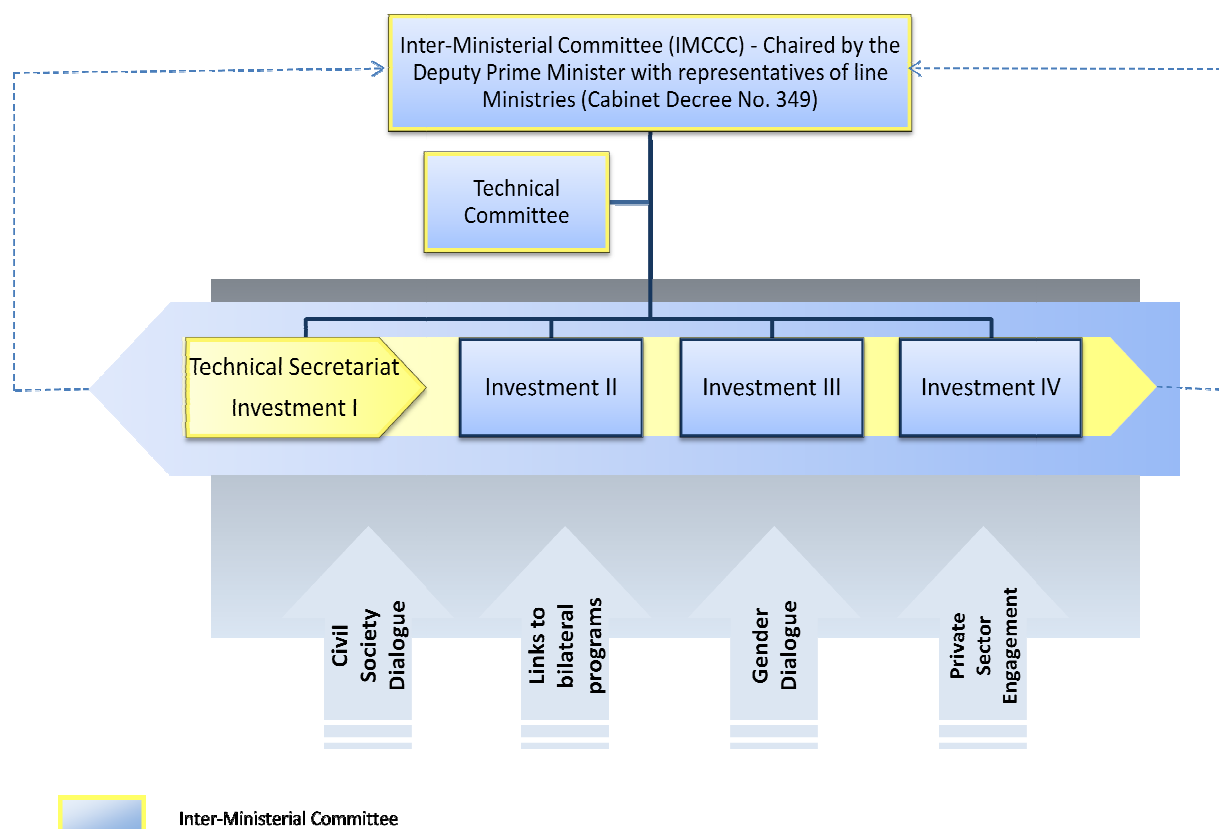 Inter-Ministerial Committee (IMCCC) - Chaired by the
Deputy Prime Minister with representatives of line
Ministries (Cabinet Decree No. 349)
Technical
Committee
Technical Secretariat
Investment I
Investment II
Investment III
Investment IV
Civil
Society
Dialogue
Links to
bilateral
programs
Gender
Dialogue
Private
Sector
Engagement
Inter-Ministerial Committee